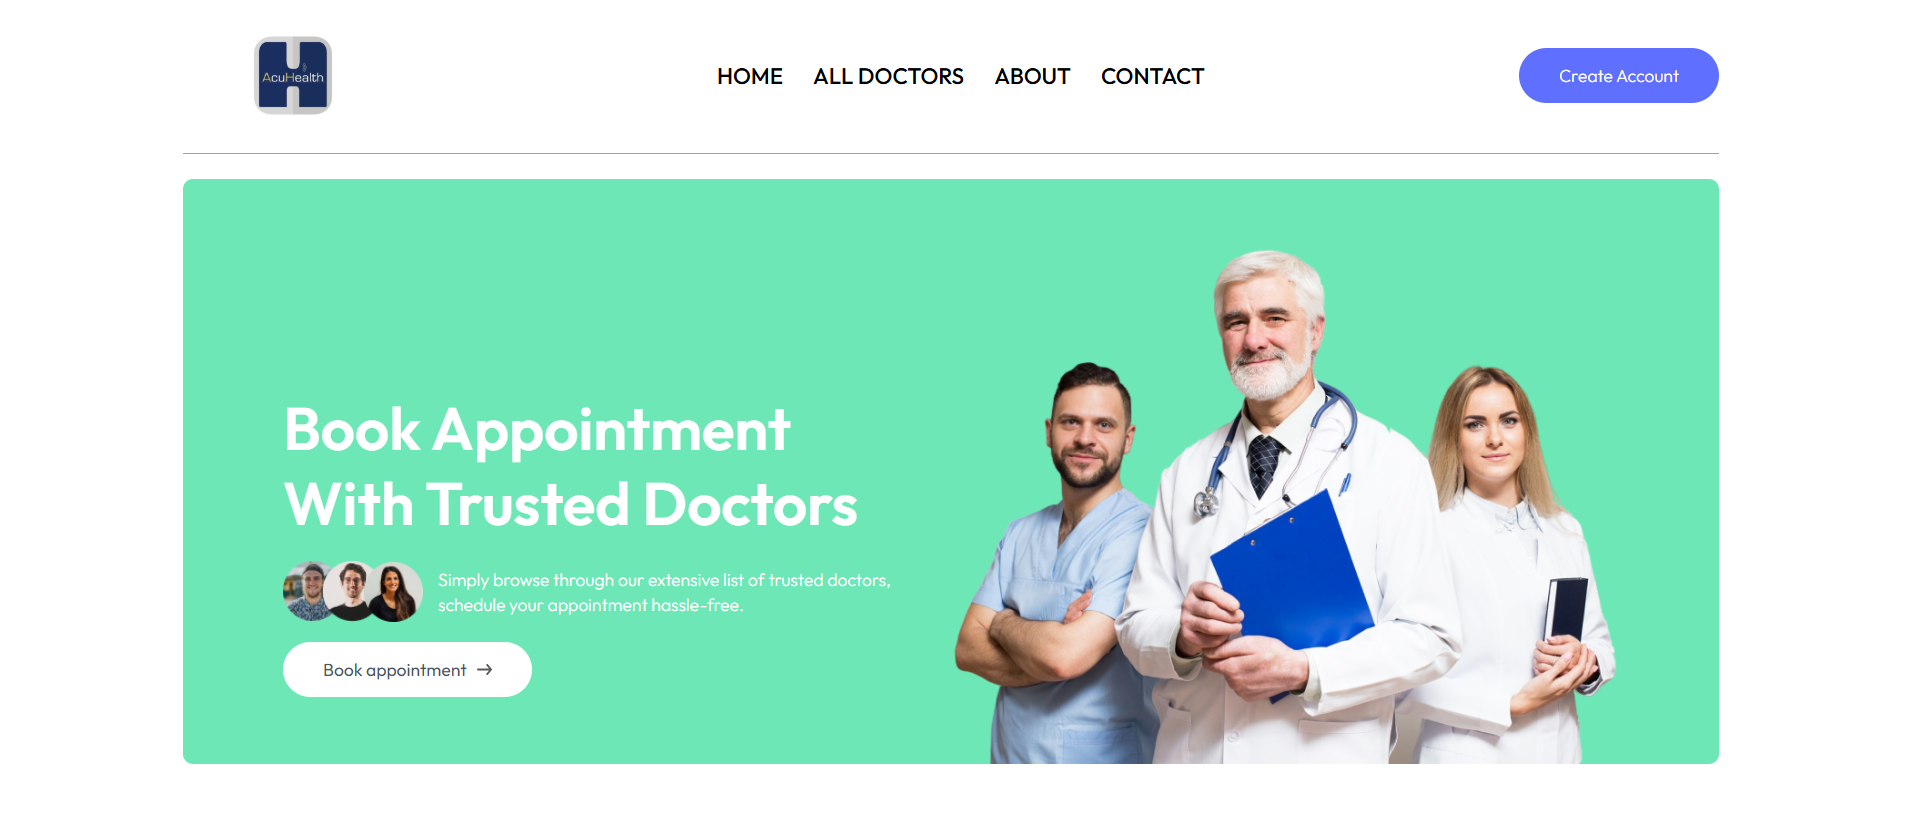 AcuHealth
HOME
ALL DOCTORS
ABOUT
CONTACT
Create Account
Book Appointment
With Trusted Doctors
Simply browse through our extensive list of trusted doctors,
schedule your appointment hassle-free.
Book appointment →